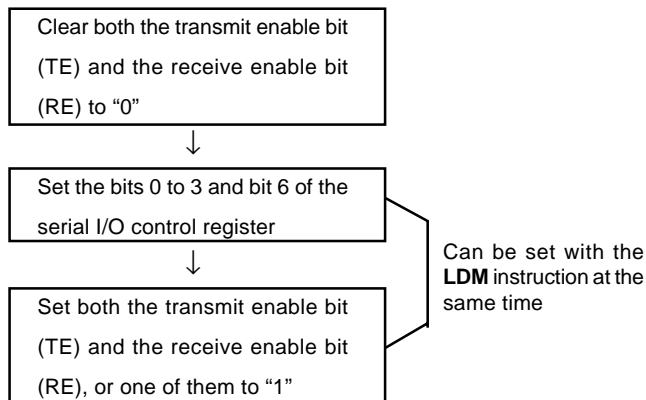 Clear both the transmit enable bit
(TE) and the receive enable bit
(RE) to “0”
↓
Set the bits 0 to 3 and bit 6 of the
serial I/O control register
↓
Set both the transmit enable bit
(TE) and the receive enable bit
(RE), or one of them to “1”
Can be set with the
LDM instruction at the
same time